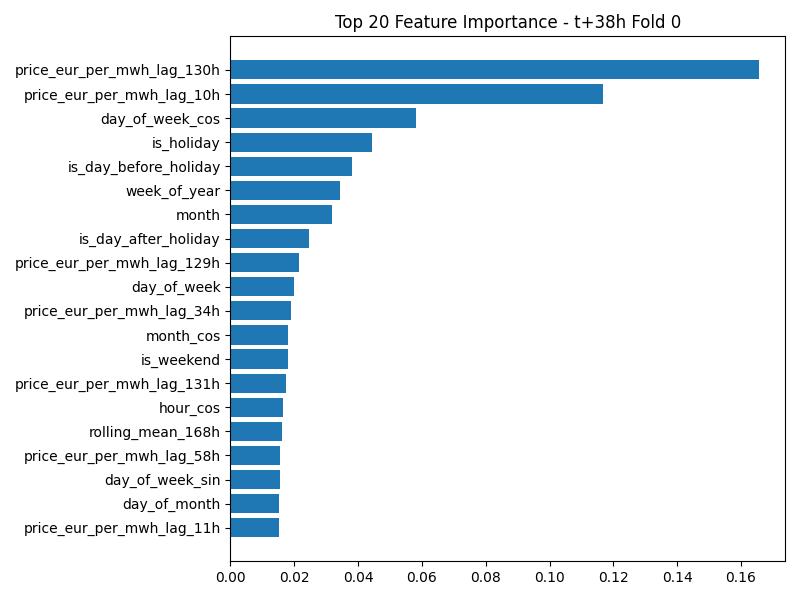 Top 20 Feature Importance - t+38h Fold 0
price_eur_per_mwh_lag_130h
price_eur_per_mwh_lag_10h
day_of_week_cos
is_holiday
is_day_before_holiday
week_of_year
month
is_day_after_holiday
price_eur_per_mwh_lag_129h
day_of_week
price_eur_per_mwh_lag_34h
month_cos
is_weekend
price_eur_per_mwh_lag_131h
hour_cos
rolling_mean_168h
price_eur_per_mwh_lag_58h
day_of_week_sin
day_of_month
price_eur_per_mwh_lag_11h
0.00 0.02 0.04 0.06 0.08 0.10 0.12 0.14 0.16